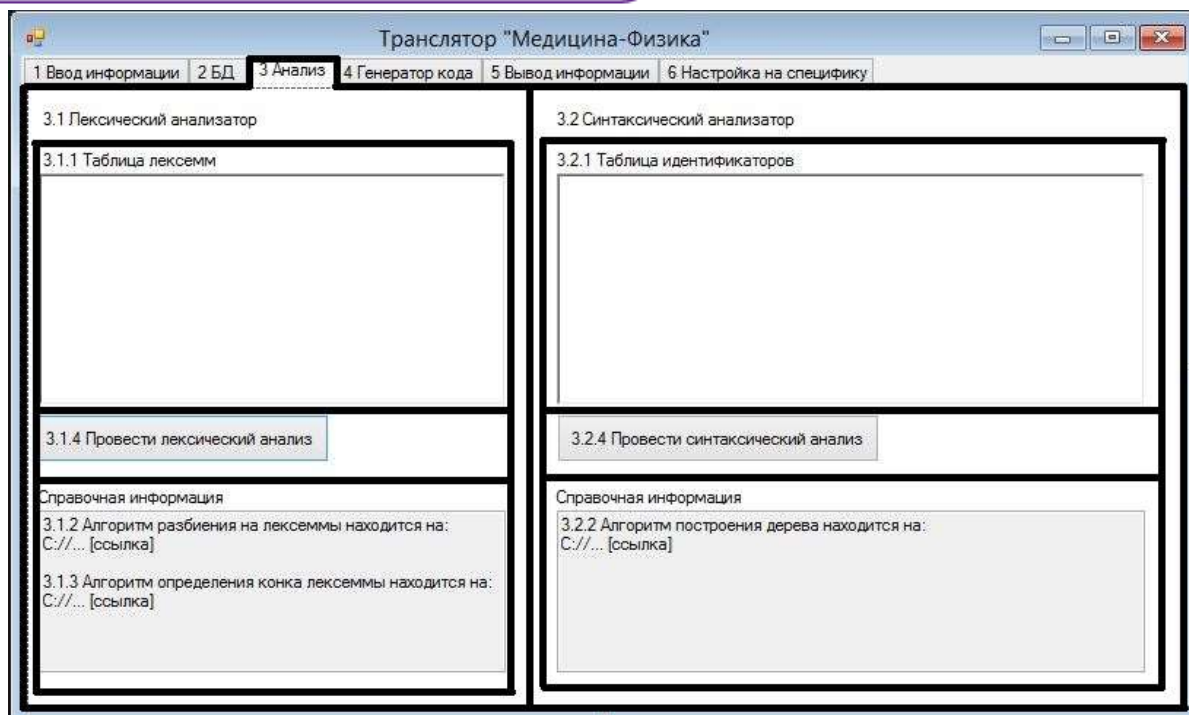 Транслятор "Медицина-Физика"
1 Ввод информации 2 БД 3 Анализ 4 Генератор кода 5 Вывод информации 6 Настройка на специфику
3.1 Лексический анализатор
3.1.1 Таблица лексемм
3.1.4 Провести лексический анализ
Справочная информация
3.1.2 Алгоритм разбиения на лексеммы находится на:
C://... [ссылка]
3.1.3 Алгоритм определения конка лексеммы находится на:
C://... [ссылка]
3.2 Синтаксический анализатор
3.2.1 Таблица идентификаторов
3.2.4 Провести синтаксический анализ
Справочная информация
3.2.2 Алгоритм построения дерева находится на:
C://... [ссылка]